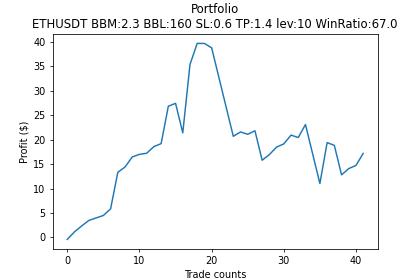 Portfolio
ETHUSDT BBM:2.3 BBL:160 SL:0.6 TP:1.4 lev:10 WinRatio:67.0
40
35
30
25
20
15
10
5
0
Profit ($)
0 10 20 30 40
Trade counts